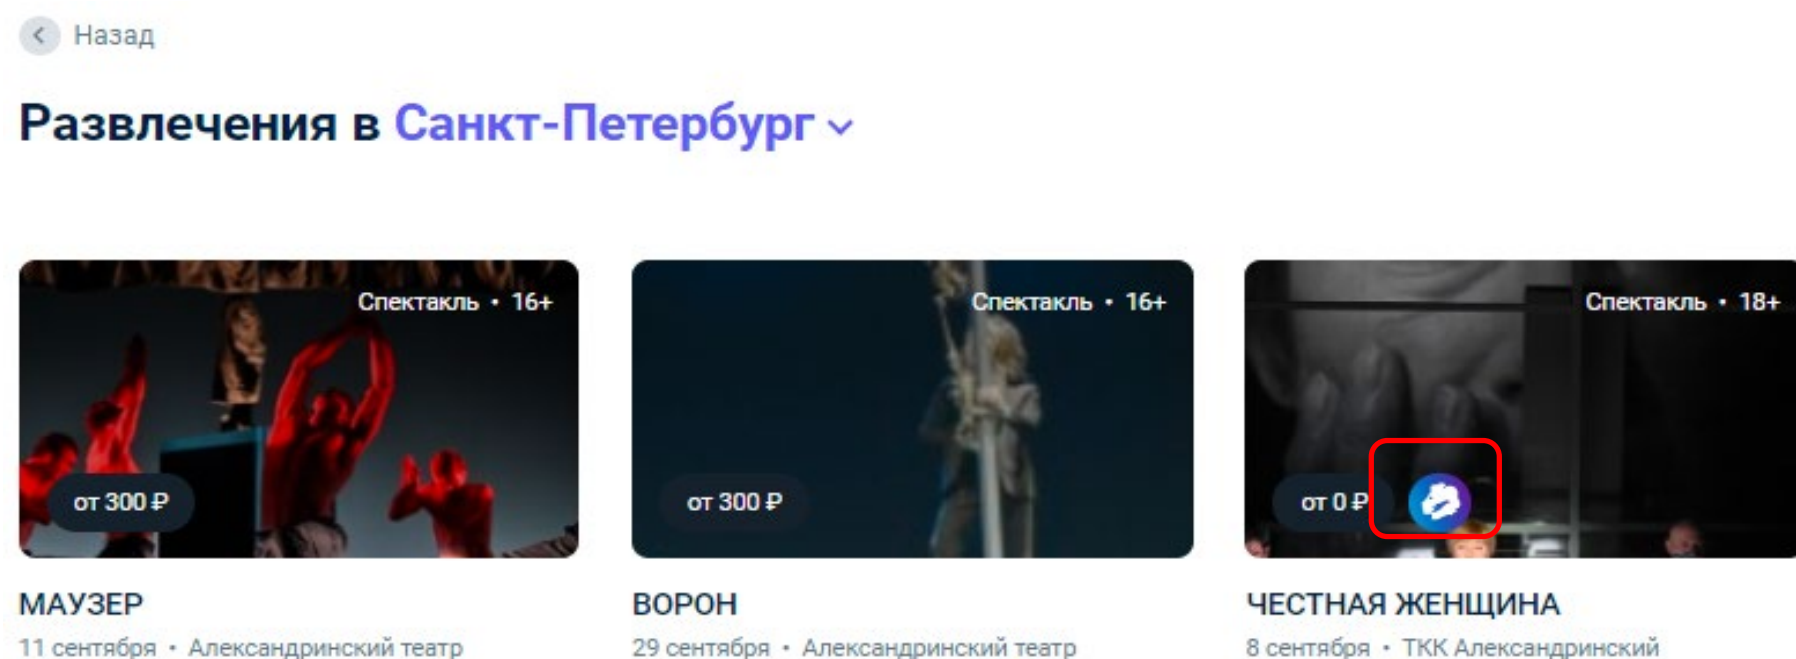 Назад
Развлечения в Санкт-Петербург
Спектакль • 16+
от 300 ₽
МАУЗЕР
11 сентября • Александринский театр
Спектакль • 16+
от 300 ₽
ВОРОН
29 сентября • Александринский театр
Спектакль • 18+
от 0 ₽
ЧЕСТНАЯ ЖЕНЩИНА
8 сентября • ТКК Александринский